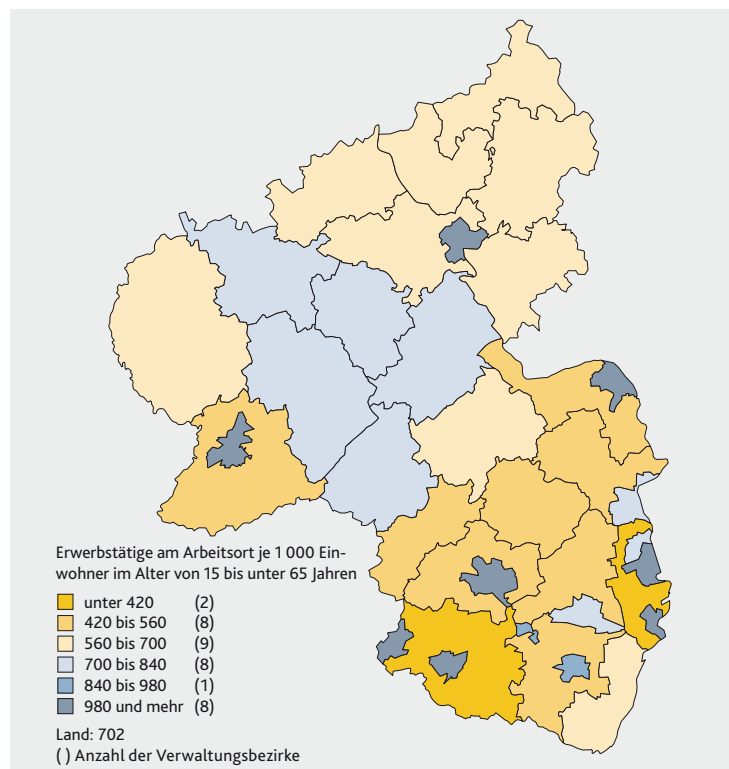 Erwerbstätige am Arbeitsort je 1 000 Ein-
wohner im Alter von 15 bis unter 65 Jahren
unter 420 (2)
420 bis 560 (8)
560 bis 700 (9)
700 bis 840 (8)
840 bis 980 (1)
980 und mehr (8)
Land: 702
( ) Anzahl der Verwaltungsbezirke